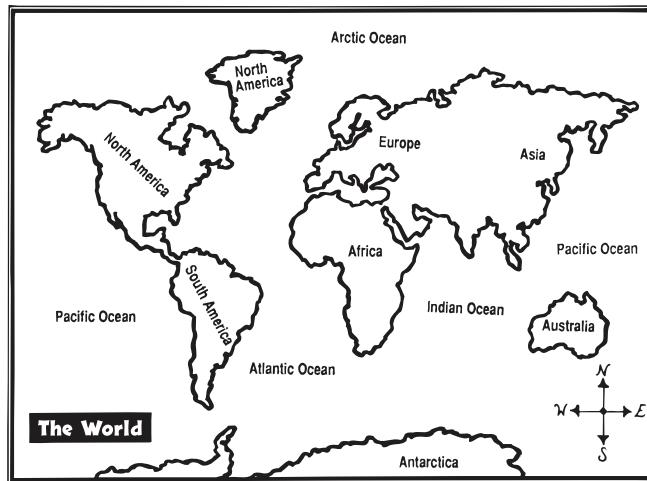 Arctic Ocean
North
America
North America
Europe
Asia
Africa
Pacific Ocean
South America
Indian Ocean
Pacific Ocean
Australia
Atlantic Ocean
N
W E
S
The World
Antarctica